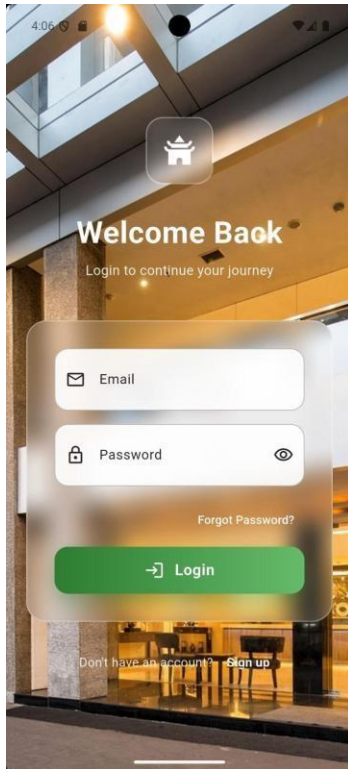 4:06
Welcome Back
Login to continue your journey
Email
Password
Forgot Password?
Login
Don't have an account? Sign up